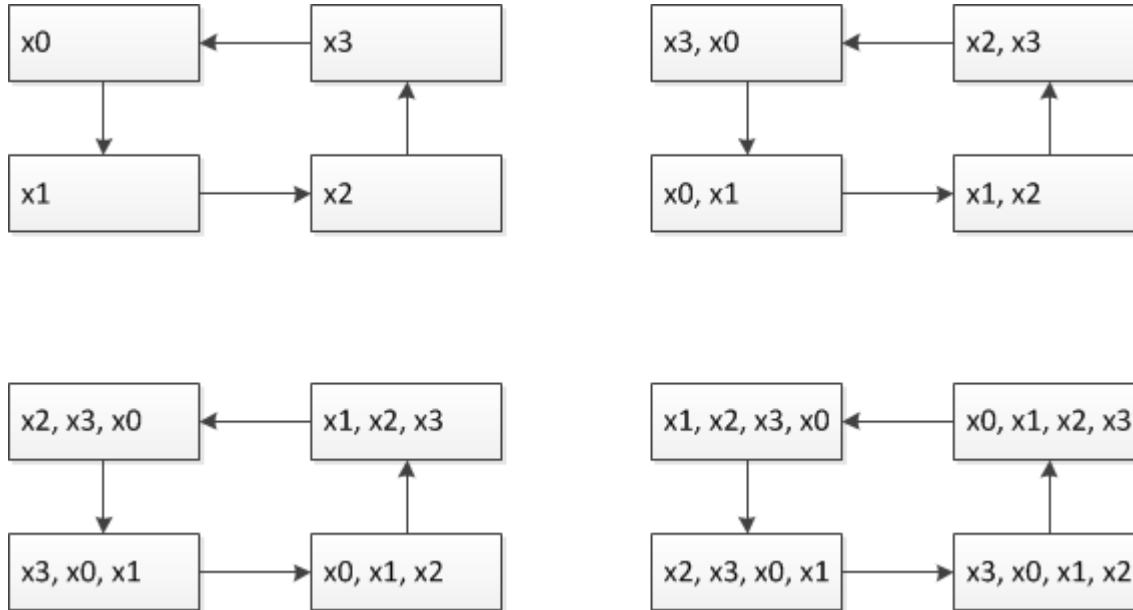 x0
x3
x1
x2
x3, x0
x2, x3
x0, x1
x1, x2
x2, x3, x0
x1, x2, x3
x3, x0, x1
x0, x1, x2
x1, x2, x3, x0
x0, x1, x2, x3
x2, x3, x0, x1
x3, x0, x1, x2